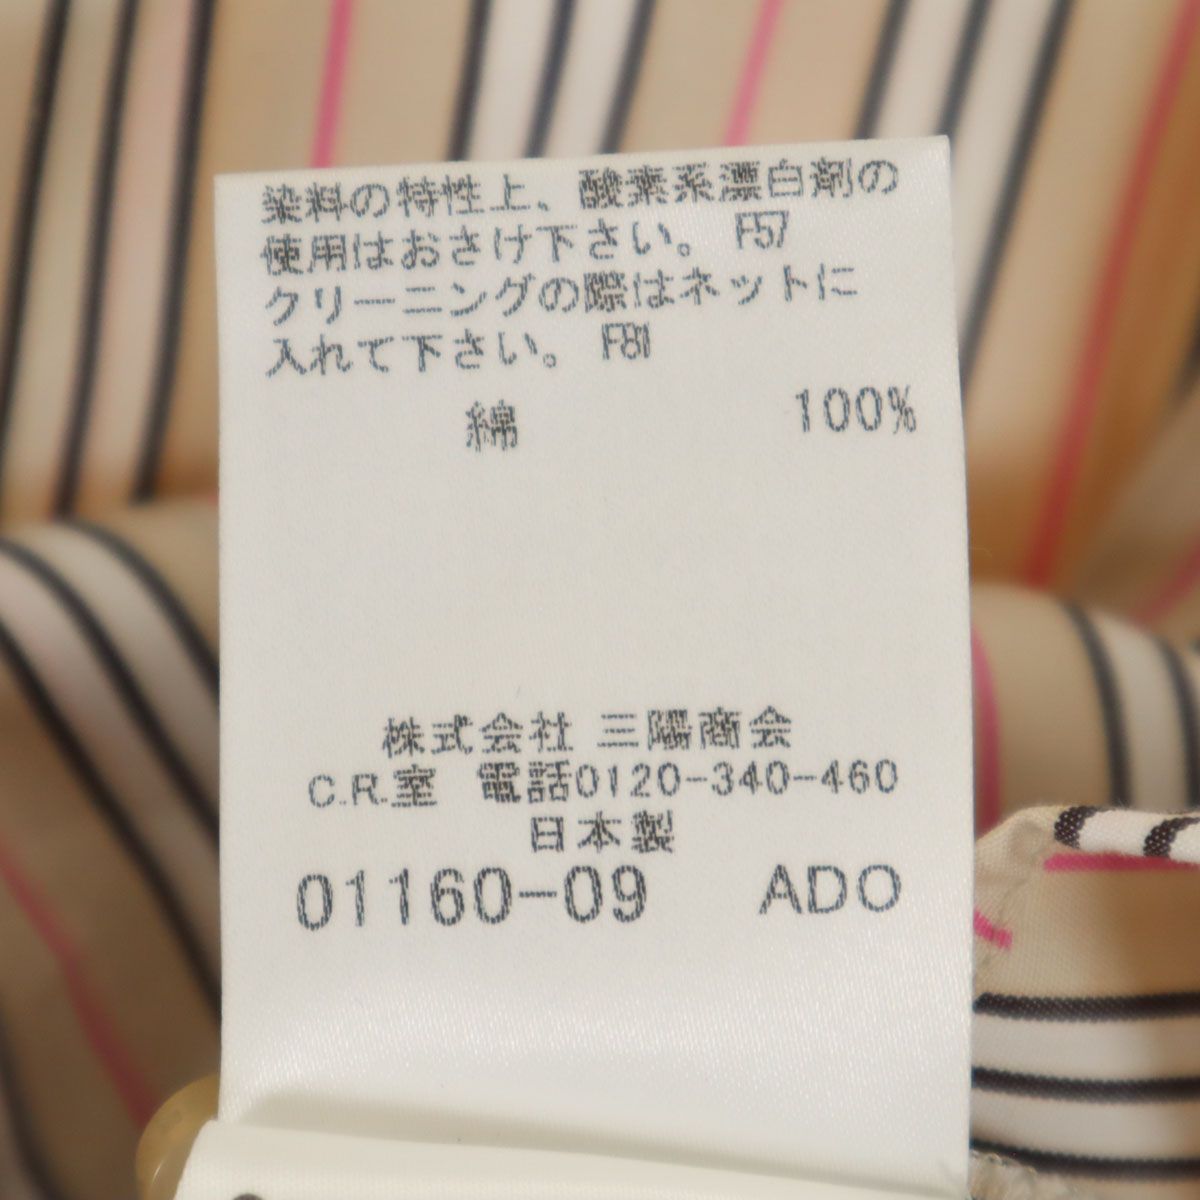 染料の特性上、酸素系漂白剤の
使用はおさけ下さい。 F57
クリーニングの際はネットに
入れて下さい。 F81
綿 100%
株式会社 三陽商会
C.R.室 電話0120-340-460
日本製
01160-09 ADO